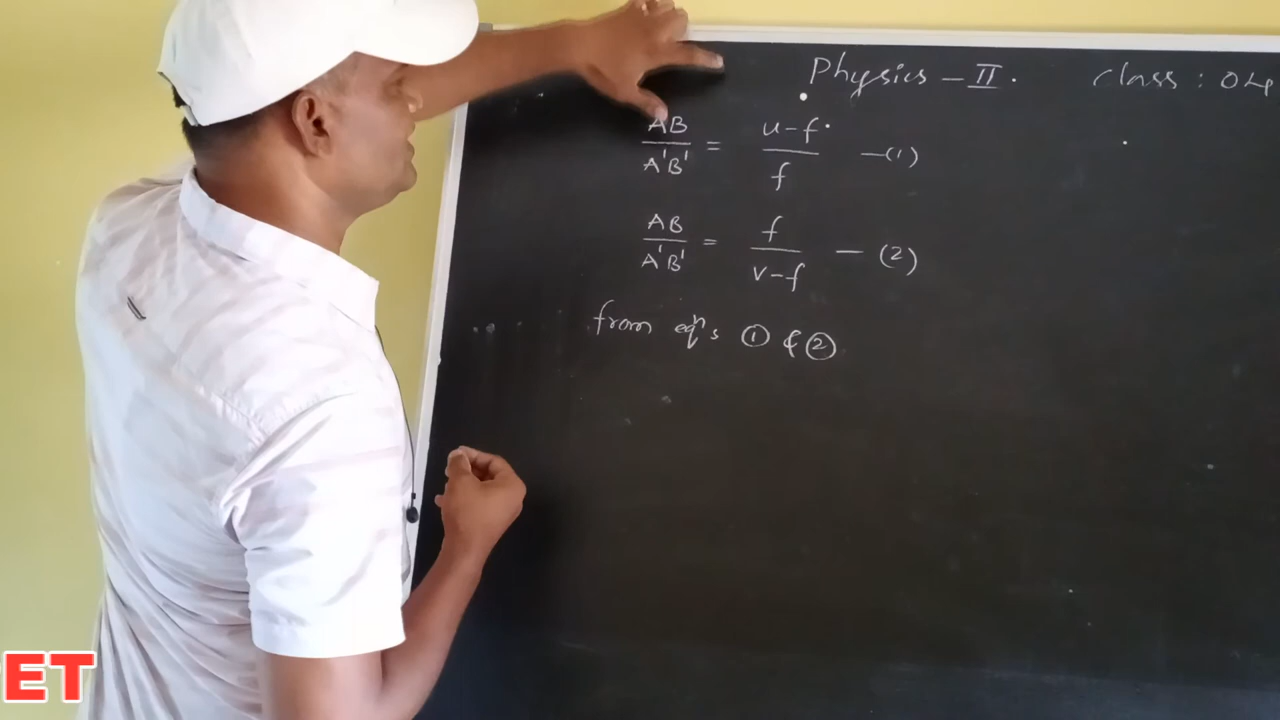 Physics - II. Class : 04
AB/A'B' = u-f/f —(1)
AB/A'B' = f/v-f — (2)
from eqⁿs ① & ②
ET